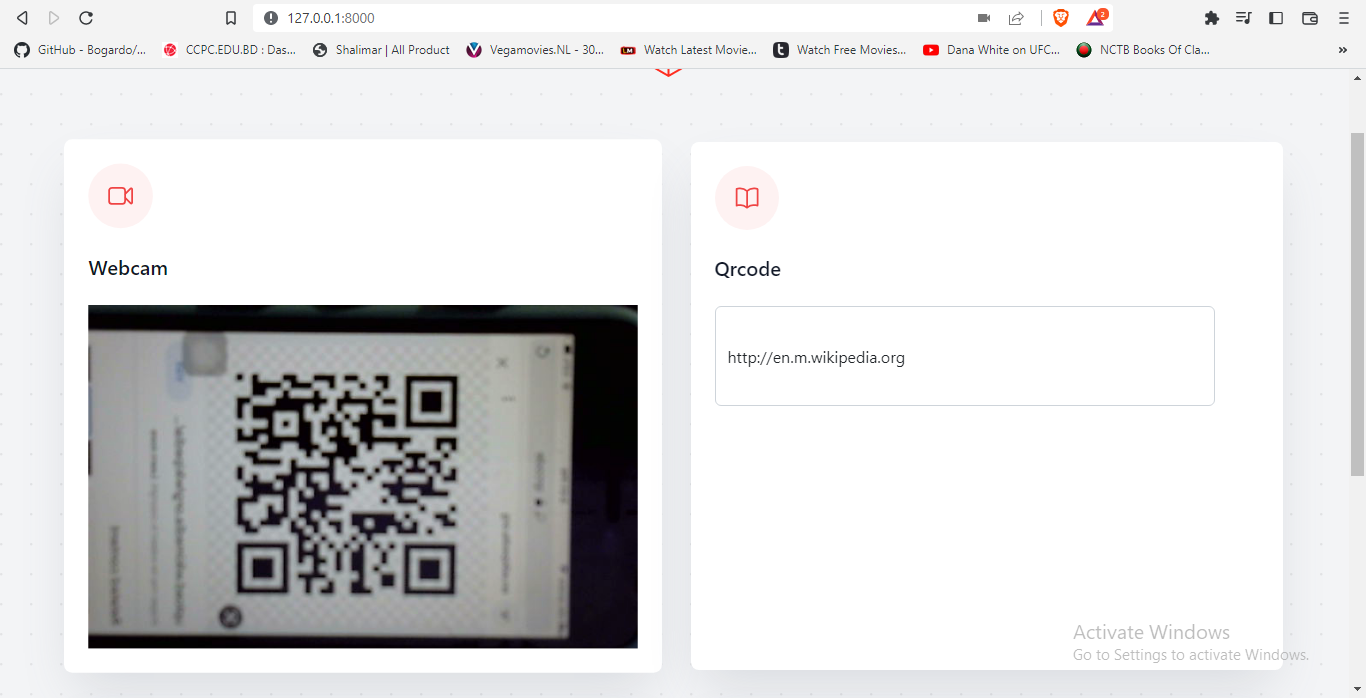 127.0.0.1:8000
2
GitHub - Bogardo/...
CCPC.EDU.BD : Das...
Shalimar | All Product
Vegamovies.NL - 30...
LM
Watch Latest Movie...
t
Watch Free Movies...
Dana White on UFC...
NCTB Books Of Cla...
»
Webcam
Qrcode
http://en.m.wikipedia.org
Activate Windows
Go to Settings to activate Windows.